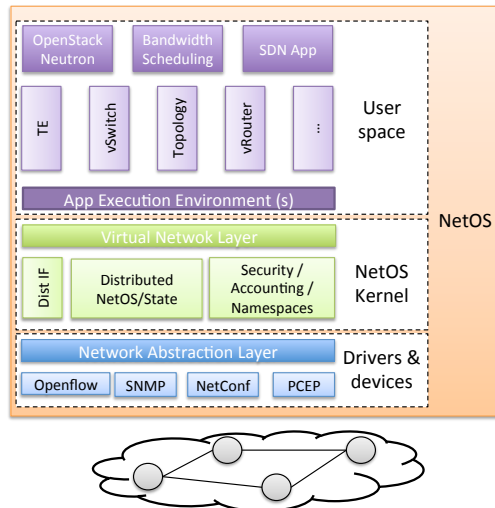 OpenStack
Neutron
Bandwidth
Scheduling
SDN App
TE
vSwitch
Topology
vRouter
...
User
space
App Execution Environment (s)
NetOS
Virtual Netwok Layer
Dist IF
Distributed
NetOS/State
Security /
Accounting /
Namespaces
NetOS
Kernel
Network Abstraction Layer
Openflow
SNMP
NetConf
PCEP
Drivers &
devices